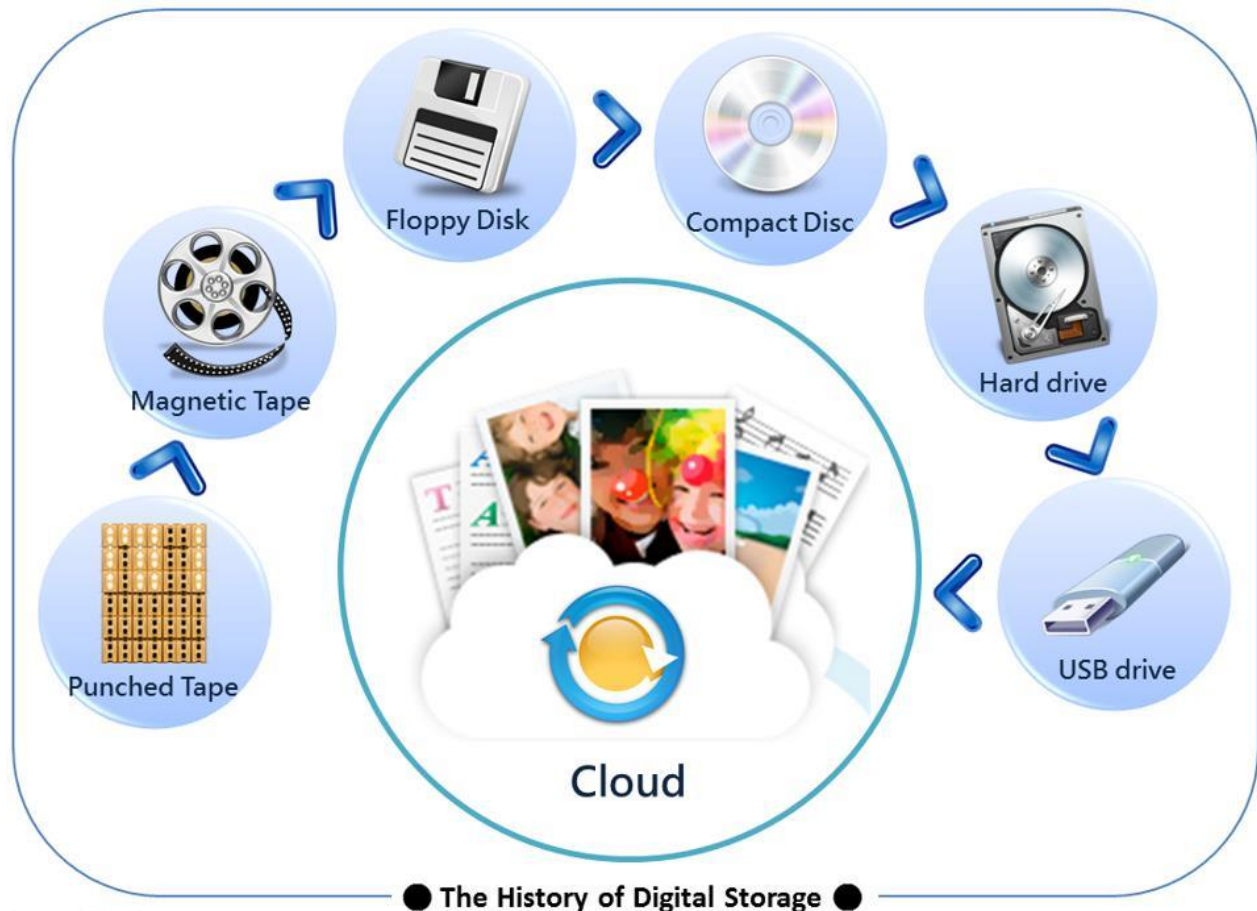 Floppy Disk
Compact Disc
Magnetic Tape
Hard drive
T
A
A
Punched Tape
USB drive
Cloud
The History of Digital Storage